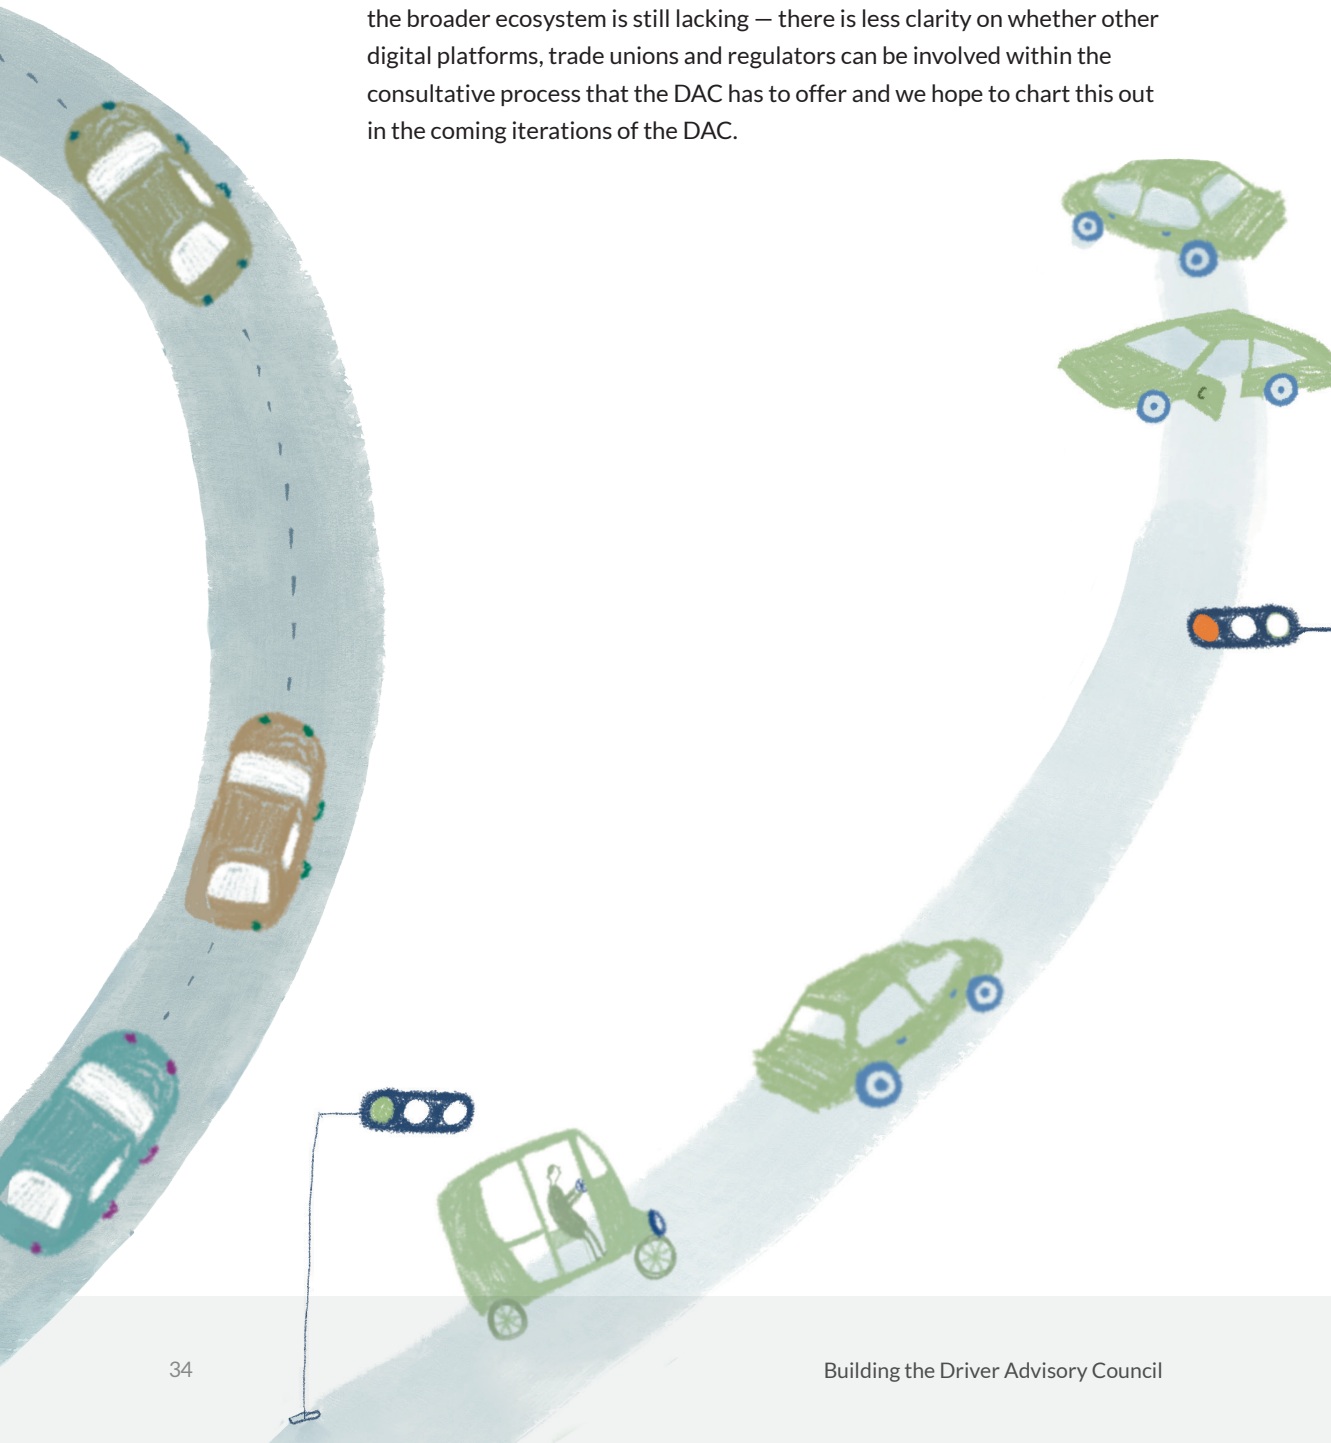 the broader ecosystem is still lacking — there is less clarity on whether other
digital platforms, trade unions and regulators can be involved within the
consultative process that the DAC has to offer and we hope to chart this out
in the coming iterations of the DAC.
34
Building the Driver Advisory Council